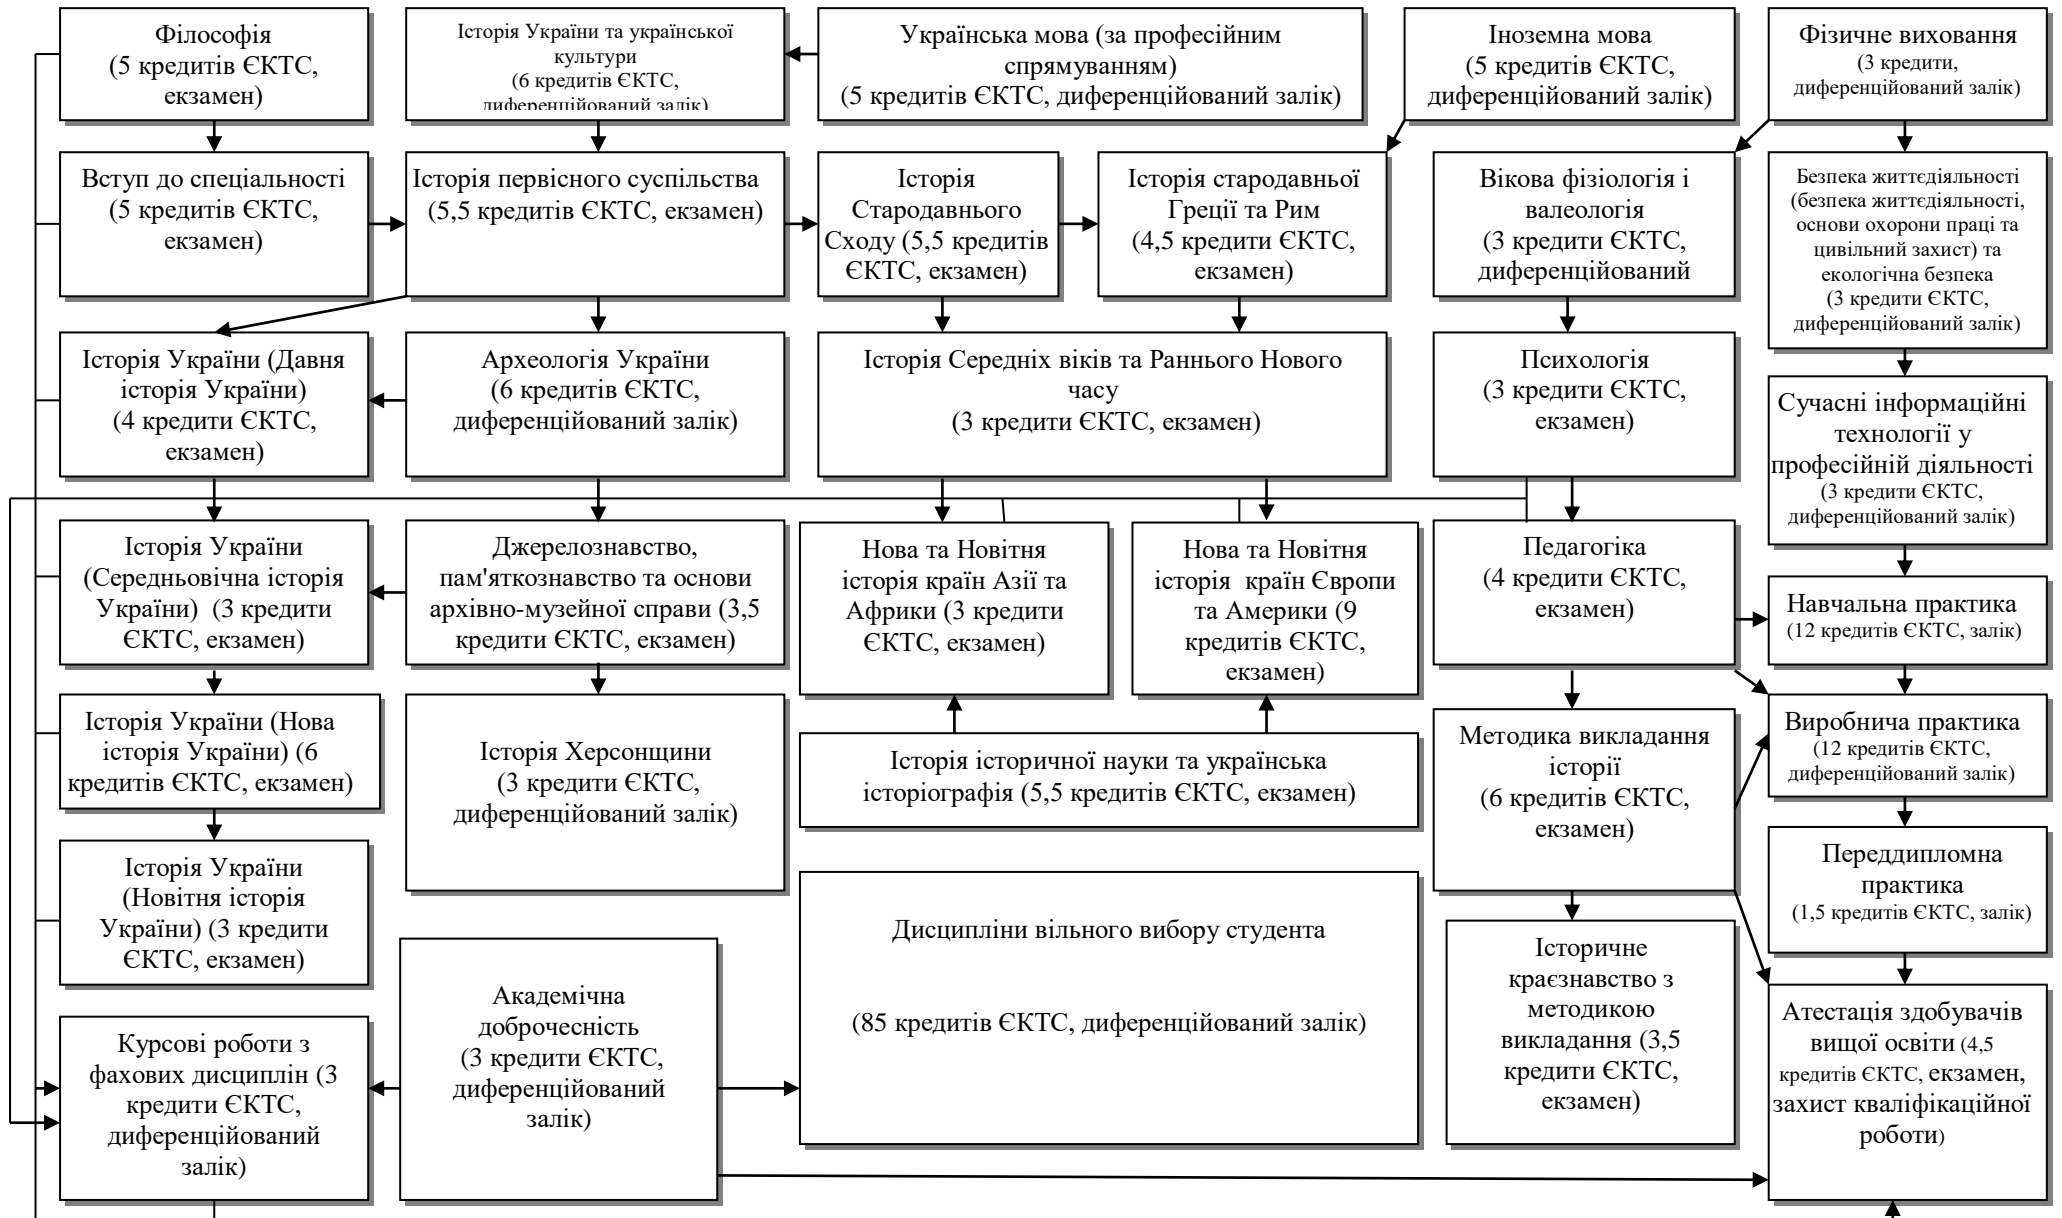 Філософія
(5 кредитів ЄКТС,
екзамен)
Історія України та української
культури
(6 кредитів ЄКТС,
диференційований залік)
Українська мова (за професійним
спрямуванням)
(5 кредитів ЄКТС, диференційований залік)
Іноземна мова
(5 кредитів ЄКТС,
диференційований залік)
Фізичне виховання
(3 кредити,
диференційований залік)
Вступ до спеціальності
(5 кредитів ЄКТС,
екзамен)
Історія первісного суспільства
(5,5 кредитів ЄКТС, екзамен)
Історія
Стародавнього
Сходу (5,5 кредитів
ЄКТС, екзамен)
Історія стародавньої
Греції та Рим
(4,5 кредити ЄКТС,
екзамен)
Вікова фізіологія і
валеологія
(3 кредити ЄКТС,
диференційований
Безпека життєдіяльності
(безпека життєдіяльності,
основи охорони праці та
цивільний захист) та
екологічна безпека
(3 кредити ЄКТС,
диференційований залік)
Історія України (Давня
історія України)
(4 кредити ЄКТС,
екзамен)
Археологія України
(6 кредитів ЄКТС,
диференційований залік)
Історія Середніх віків та Раннього Нового
часу
(3 кредити ЄКТС, екзамен)
Психологія
(3 кредити ЄКТС,
екзамен)
Сучасні інформаційні
технології у
професійній діяльності
(3 кредити ЄКТС,
диференційований залік)
Історія України
(Середньовічна історія
України)  (3 кредити
ЄКТС, екзамен)
Джерелознавство,
пам'яткознавство та основи
архівно-музейної справи (3,5
кредити ЄКТС, екзамен)
Нова та Новітня
історія країн Азії та
Африки (3 кредити
ЄКТС, екзамен)
Нова та Новітня
історія  країн Європи
та Америки (9
кредитів ЄКТС,
екзамен)
Педагогіка
(4 кредити ЄКТС,
екзамен)
Навчальна практика
(12 кредитів ЄКТС, залік)
Історія України (Нова
історія України) (6
кредитів ЄКТС, екзамен)
Історія Херсонщини
(3 кредити ЄКТС,
диференційований залік)
Історія історичної науки та українська
історіографія (5,5 кредитів ЄКТС, екзамен)
Методика викладання
історії
(6 кредитів ЄКТС,
екзамен)
Виробнича практика
(12 кредитів ЄКТС,
диференційований залік)
Історія України
(Новітня історія
України) (3 кредити
ЄКТС, екзамен)
Дисципліни вільного вибору студента
(85 кредитів ЄКТС, диференційований залік)
Переддипломна
практика
(1,5 кредитів ЄКТС, залік)
Курсові роботи з
фахових дисциплін (3
кредити ЄКТС,
диференційований
залік)
Академічна
доброчесність
(3 кредити ЄКТС,
диференційований
залік)
Історичне
краєзнавство з
методикою
викладання (3,5
кредити ЄКТС,
екзамен)
Атестація здобувачів
вищої освіти (4,5
кредитів ЄКТС, екзамен,
захист кваліфікаційної
роботи)